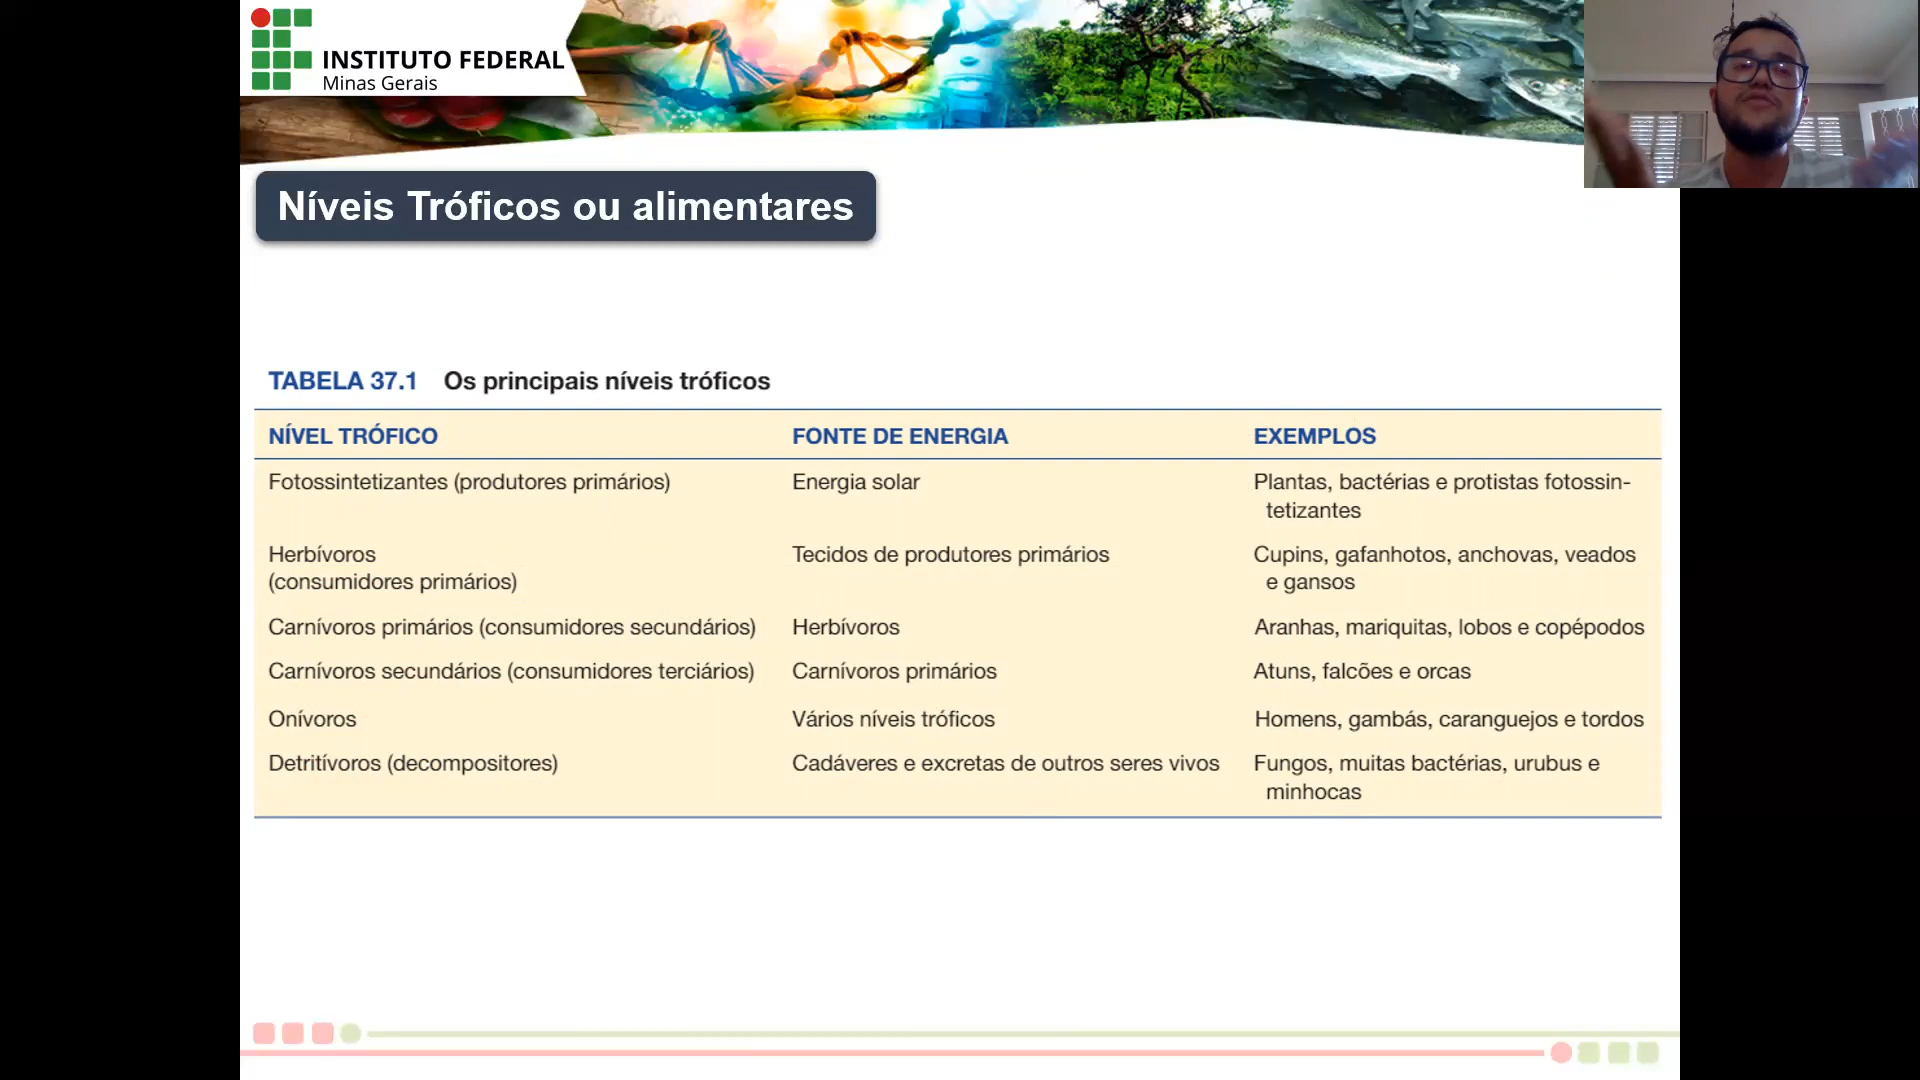 INSTITUTO FEDERAL
Minas Gerais
Níveis Tróficos ou alimentares
TABELA 37.1 Os principais níveis tróficos
NÍVEL TRÓFICO FONTE DE ENERGIA EXEMPLOS
Fotossintetizantes (produtores primários) Energia solar Plantas, bactérias e protistas fotossin-
tetizantes
Herbívoros Tecidos de produtores primários Cupins, gafanhotos, anchovas, veados
(consumidores primários) e gansos
Carnívoros primários (consumidores secundários) Herbívoros Aranhas, mariquitas, lobos e copépodos
Carnívoros secundários (consumidores terciários) Carnívoros primários Atuns, falcões e orcas
Onívoros Vários níveis tróficos Homens, gambás, caranguejos e tordos
Detritívoros (decompositores) Cadáveres e excretas de outros seres vivos Fungos, muitas bactérias, urubus e
minhocas